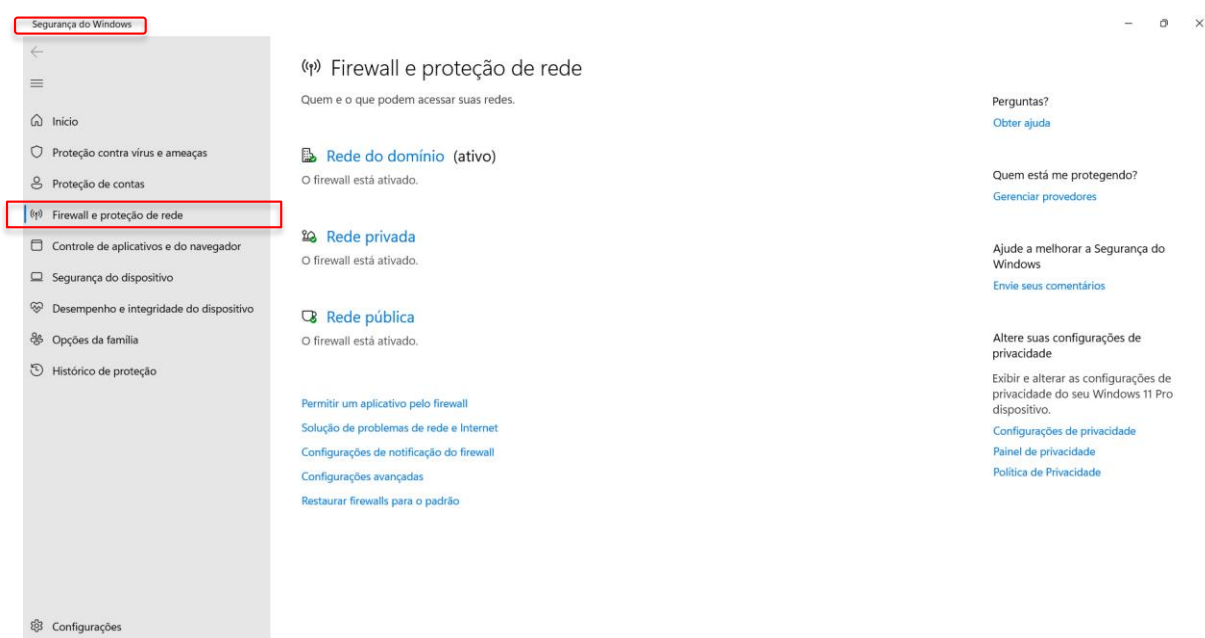 Segurança do Windows
Início
Proteção contra vírus e ameaças
Proteção de contas
Firewall e proteção de rede
Controle de aplicativos e do navegador
Segurança do dispositivo
Desempenho e integridade do dispositivo
Opções da família
Histórico de proteção
Configurações
Firewall e proteção de rede
Quem e o que podem acessar suas redes.
Rede do domínio (ativo)
O firewall está ativado.
Rede privada
O firewall está ativado.
Rede pública
O firewall está ativado.
Permitir um aplicativo pelo firewall
Solução de problemas de rede e Internet
Configurações de notificação do firewall
Configurações avançadas
Restaurar firewalls para o padrão
Perguntas?
Obter ajuda
Quem está me protegendo?
Gerenciar provedores
Ajude a melhorar a Segurança do
Windows
Envie seus comentários
Altere suas configurações de
privacidade
Exibir e alterar as configurações de
privacidade do seu Windows 11 Pro
dispositivo.
Configurações de privacidade
Painel de privacidade
Política de Privacidade